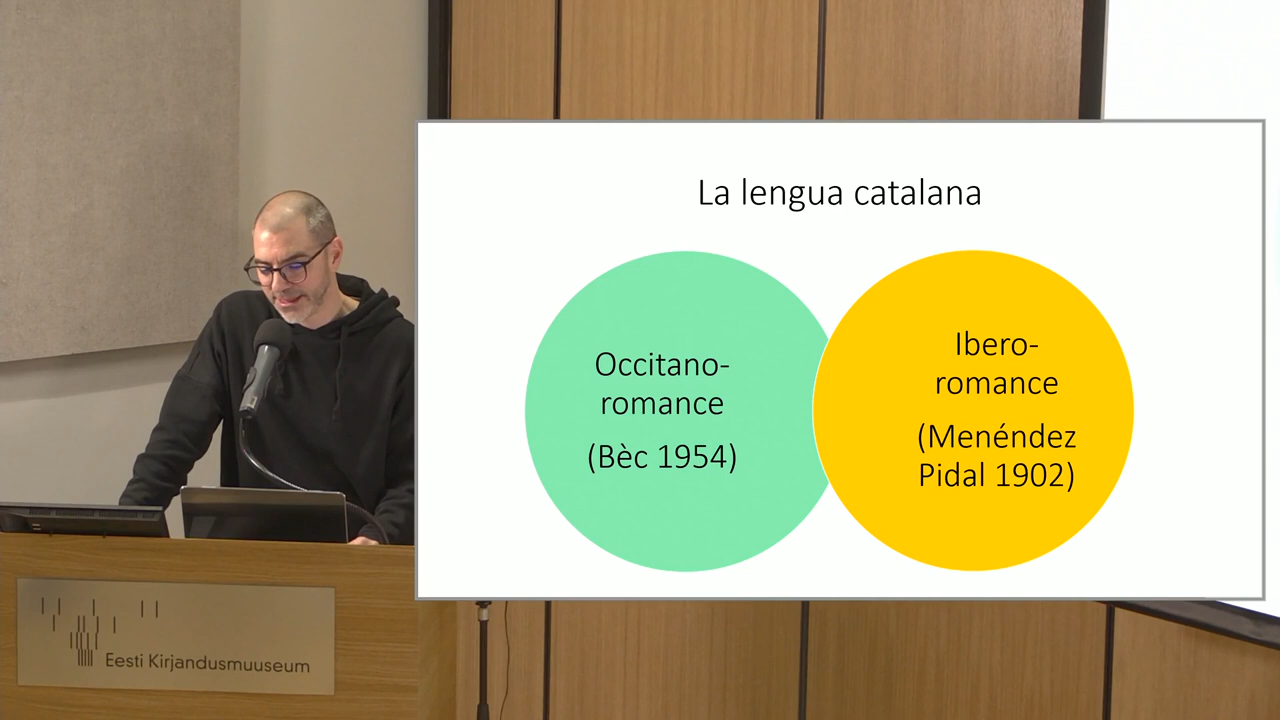 La lengua catalana
Occitano-
romance
(Bèc 1954)
Ibero-
romance
(Menéndez
Pidal 1902)
Eesti Kirjandusmuuseum